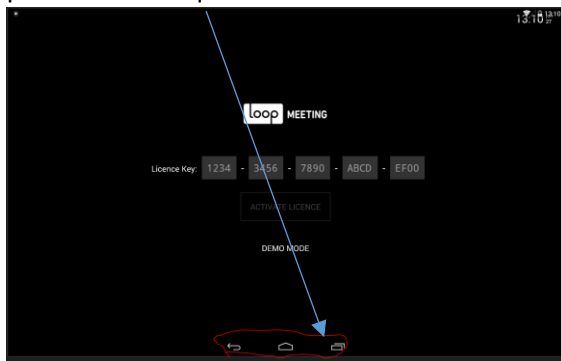 13:10
loop MEETING
Licence Key: 1234 - 3456 - 7890 - ABCD - EF00
ACTIVATE LICENCE
DEMO MODE